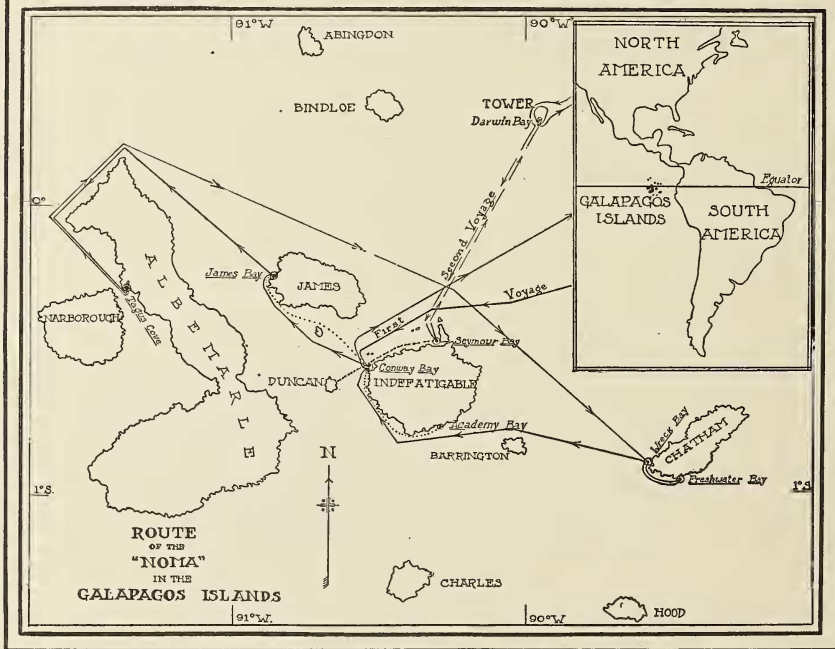 91°W
90°W
ABINGDON
BINDLOE
TOWER
Darwin Bay
NORTH
AMERICA
Equator
GALAPAGOS
ISLANDS
SOUTH
AMERICA
0°
Second Voyage
James Bay
JAMES
ALBEMARLE
Tagus Cove
NARBOROUGH
First Voyage
Seymour Bay
Conway Bay
DUNCAN
INDEFATIGABLE
Academy Bay
BARRINGTON
Wreck Bay
CHATHAM
Freshwater Bay
N
1°S.
1°S
ROUTE
OF THE
"NOMA"
IN THE
GALAPAGOS ISLANDS
CHARLES
HOOD
91°W.
90°W